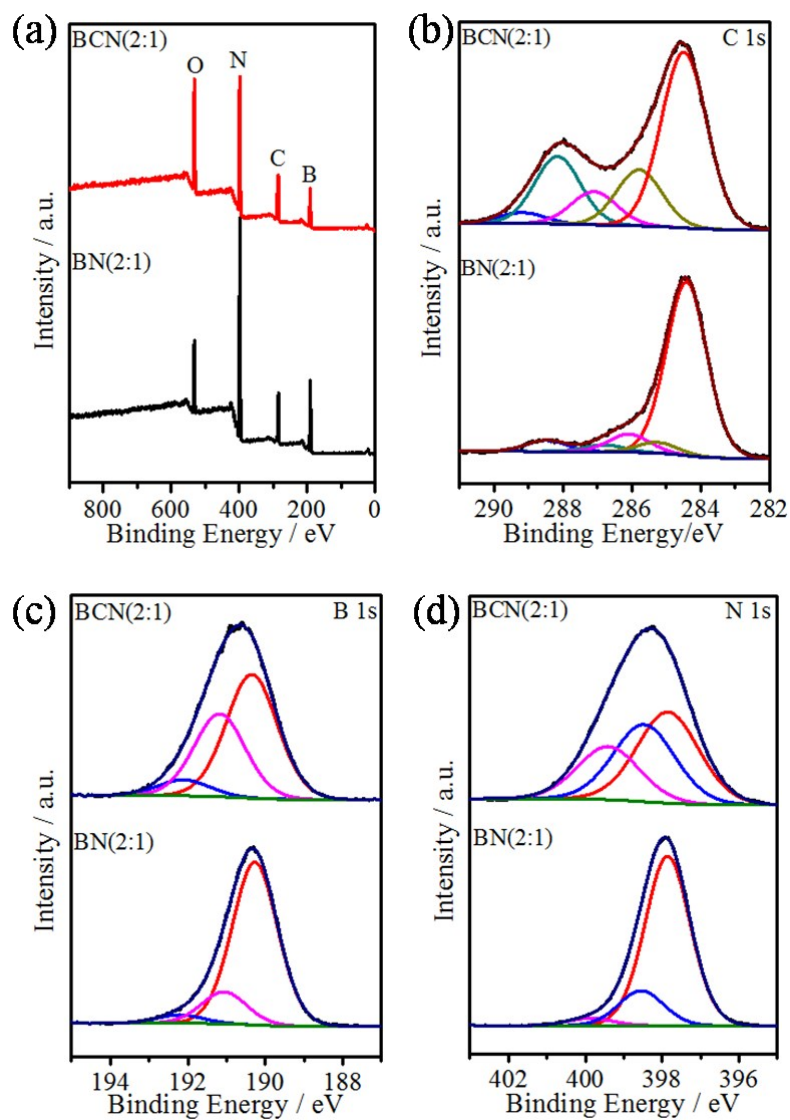 (a)
BCN(2:1)
O
N
C
B
BN(2:1)
Intensity / a.u.
800 600 400 200 0
Binding Energy / eV
(b)
BCN(2:1)
C 1s
BN(2:1)
Intensity / a.u.
290 288 286 284 282
Binding Energy/eV
(c)
BCN(2:1)
B 1s
BN(2:1)
Intensity / a.u.
194 192 190 188
Binding Energy / eV
(d)
BCN(2:1)
N 1s
BN(2:1)
Intensity / a.u.
402 400 398 396
Binding Energy / eV